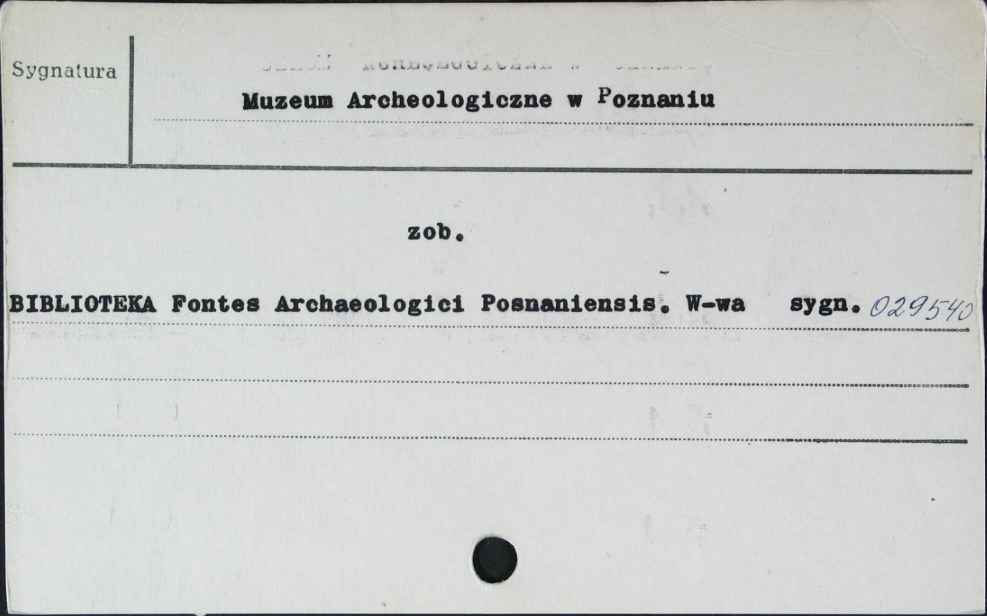 Sygnatura
Muzeum Archeologiczne w Poznaniu
zob.
BIBLIOTEKA Fontes Archaeologici Posnaniensis. W-wa sygn. 029540